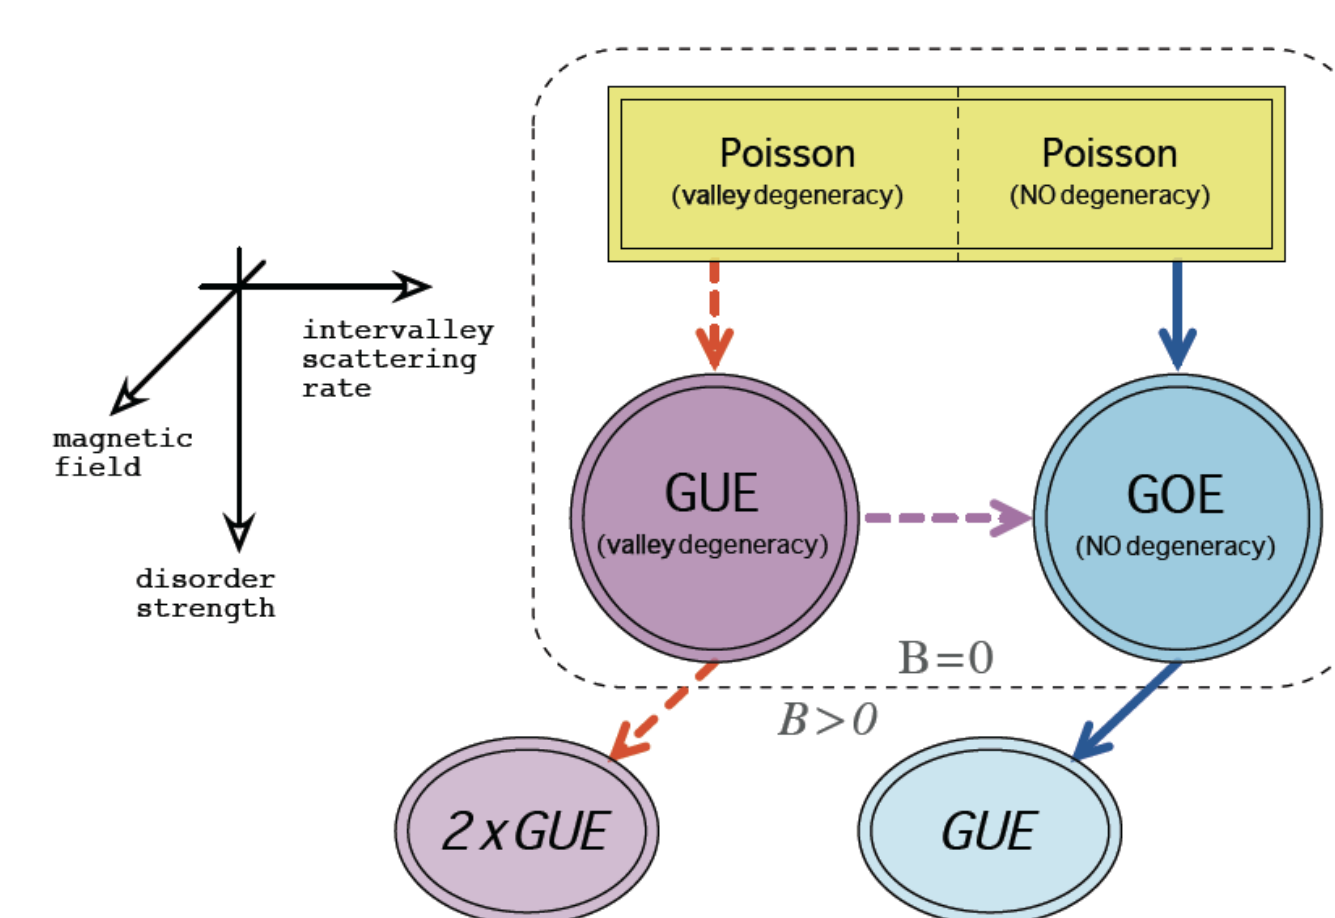 Poisson
(valley degeneracy)
Poisson
(NO degeneracy)
intervalley
scattering
rate
magnetic
field
disorder
strength
GUE
(valley degeneracy)
GOE
(NO degeneracy)
B=0
B>0
2 x GUE
GUE